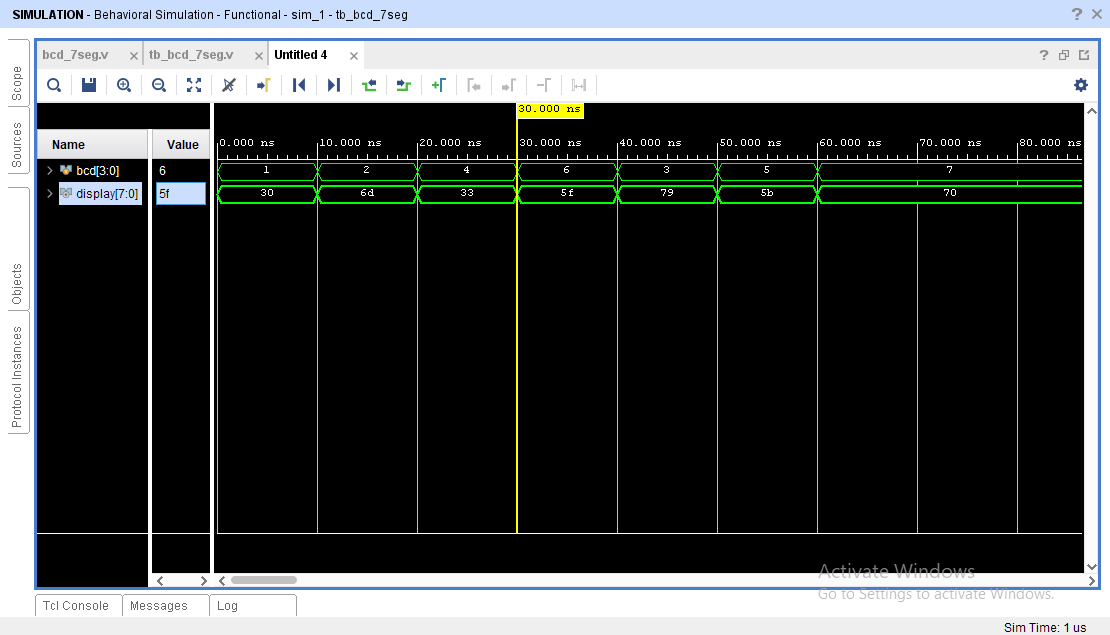 SIMULATION - Behavioral Simulation - Functional - sim_1 - tb_bcd_7seg
bcd_7seg.v
tb_bcd_7seg.v
Untitled 4
Scope
Sources
Objects
Protocol Instances
30.000 ns
Name Value
0.000 ns 10.000 ns 20.000 ns 30.000 ns 40.000 ns 50.000 ns 60.000 ns 70.000 ns 80.000 ns
bcd[3:0] 6 1 2 4 6 3 5 7
display[7:0] 5f 30 6d 33 5f 79 5b 70
Activate Windows
Go to Settings to activate Windows.
Tcl Console Messages Log
Sim Time: 1 us